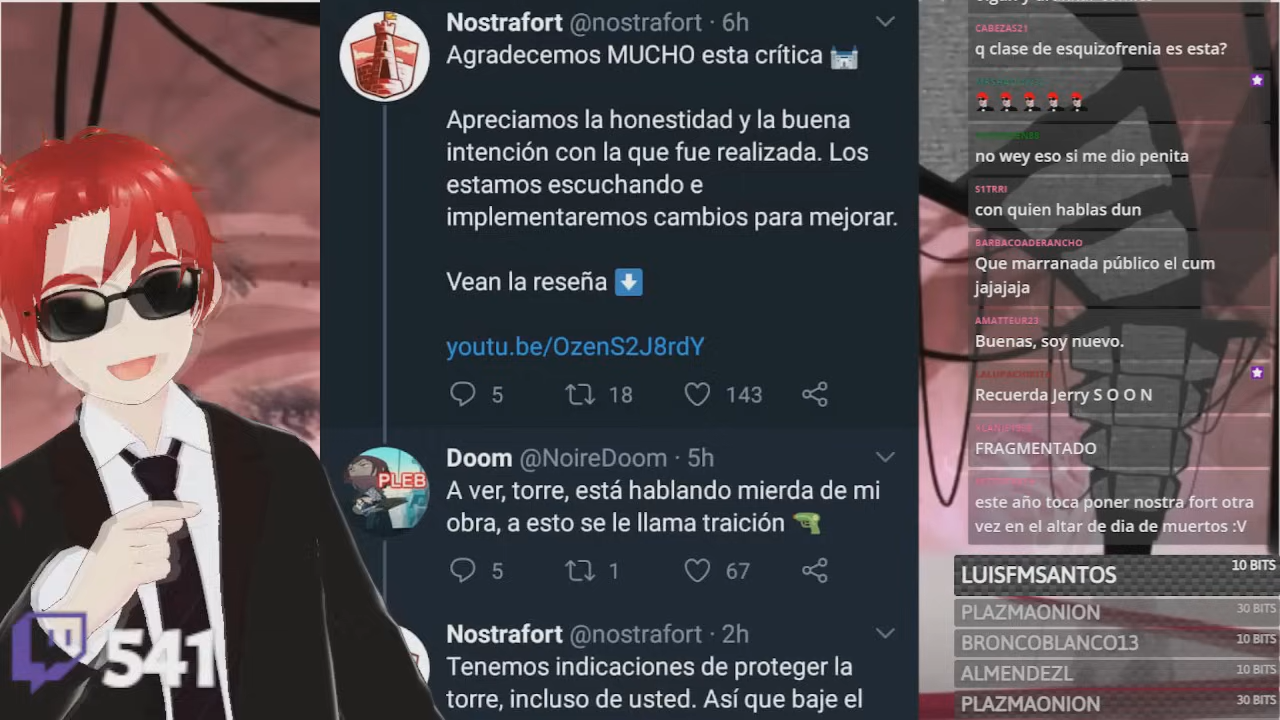 Nostrafort @nostrafort · 6h
Agradecemos MUCHO esta crítica
Apreciamos la honestidad y la buena
intención con la que fue realizada. Los
estamos escuchando e
implementaremos cambios para mejorar.
Vean la reseña
youtu.be/OzenS2J8rdY
5 18 143
Doom @NoireDoom · 5h
PLEB
A ver, torre, está hablando mierda de mi
obra, a esto se le llama traición
5 1 67
Nostrafort @nostrafort · 2h
Tenemos indicaciones de proteger la
torre, incluso de usted. Así que baje el
541
CABEZAS21
q clase de esquizofrenia es esta?
no wey eso si me dio penita
S1TRRI
con quien hablas dun
BARBACOADERANCHO
Que marranada público el cum
jajajaja
AMATTEUR23
Buenas, soy nuevo.
Recuerda Jerry S O O N
FRAGMENTADO
este año toca poner nostra fort otra
vez en el altar de dia de muertos :V
LUISFMSANTOS 10 BITS
PLAZMAONION 30 BITS
BRONCOBLANCO13 10 BITS
ALMENDEZL 10 BITS
PLAZMAONION 30 BITS